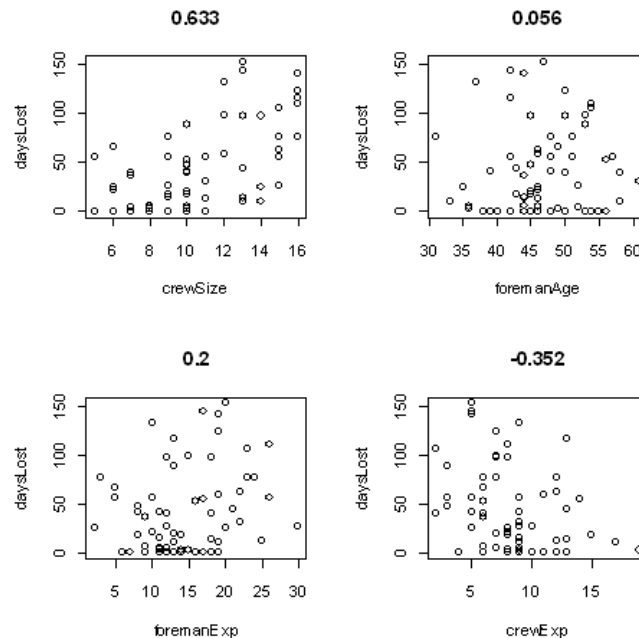 0.633
daysLost
0 50 100 150
6 8 10 12 14 16
crewSize
0.056
daysLost
0 50 100 150
30 35 40 45 50 55 60
foremanAge
0.2
daysLost
0 50 100 150
5 10 15 20 25 30
foremanExp
-0.352
daysLost
0 50 100 150
5 10 15
crewExp